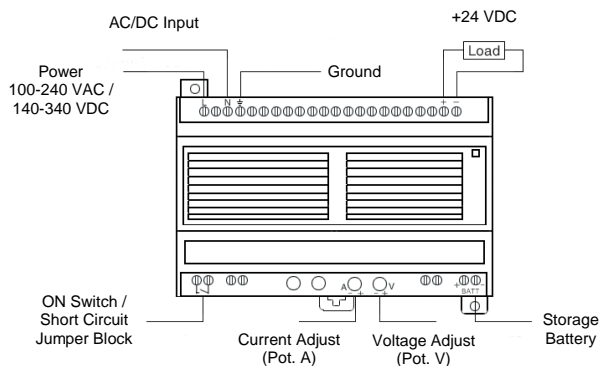 AC/DC Input
+24 VDC
Load
Power
100-240 VAC /
140-340 VDC
Ground
L N + −
A V
− + − +
+ −
BATT
ON Switch /
Short Circuit
Jumper Block
Current Adjust
(Pot. A)
Voltage Adjust
(Pot. V)
Storage
Battery